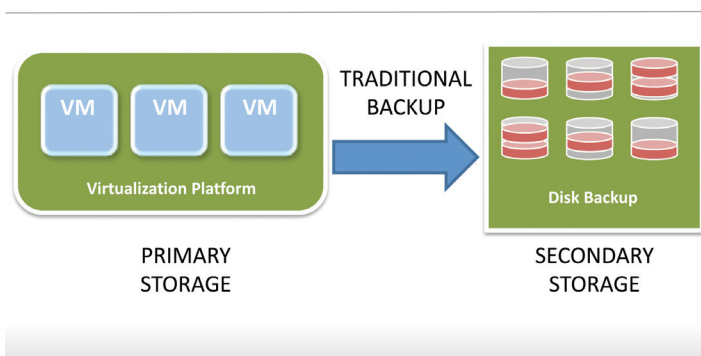 VM
VM
VM
Virtualization Platform
TRADITIONAL
BACKUP
Disk Backup
PRIMARY
STORAGE
SECONDARY
STORAGE